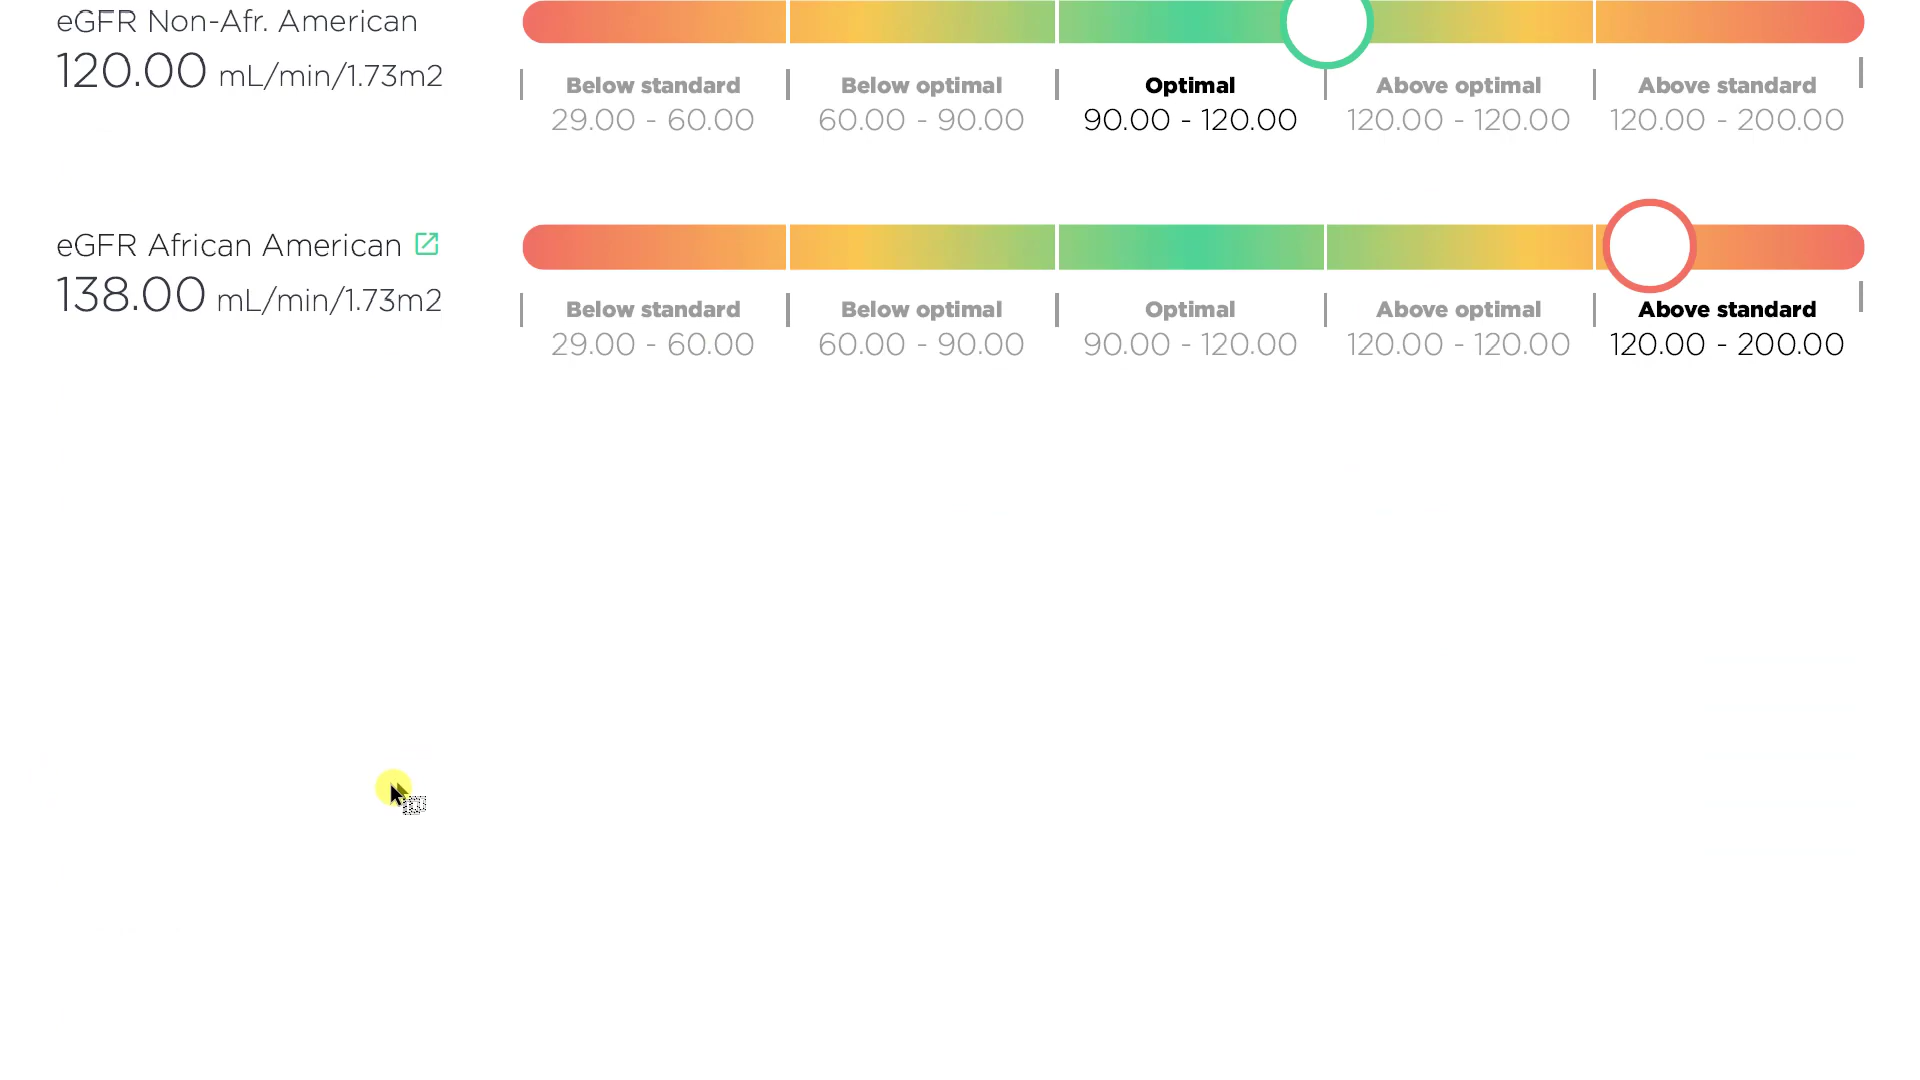 eGFR Non-Afr. American
120.00 mL/min/1.73m2
Below standard Below optimal Optimal Above optimal Above standard
29.00 - 60.00 60.00 - 90.00 90.00 - 120.00 120.00 - 120.00 120.00 - 200.00
eGFR African American
138.00 mL/min/1.73m2
Below standard Below optimal Optimal Above optimal Above standard
29.00 - 60.00 60.00 - 90.00 90.00 - 120.00 120.00 - 120.00 120.00 - 200.00